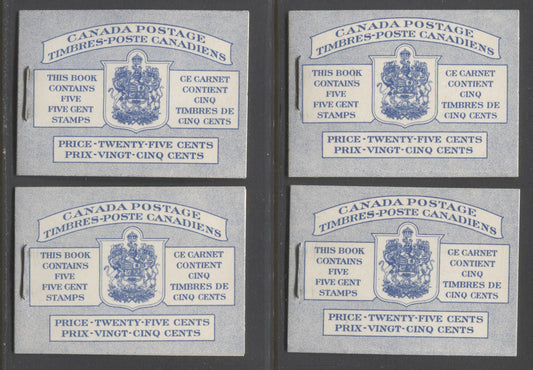 CANADA POSTAGE
TIMBRES-POSTE CANADIENS
THIS BOOK
CONTAINS
FIVE
FIVE CENT
STAMPS
CE CARNET
CONTIENT
CINQ
TIMBRES DE
CINQ CENTS
PRICE-TWENTY-FIVE CENTS
PRIX-VINGT-CINQ CENTS
CANADA POSTAGE
TIMBRES-POSTE CANADIENS
THIS BOOK
CONTAINS
FIVE
FIVE CENT
STAMPS
CE CARNET
CONTIENT
CINQ
TIMBRES DE
CINQ CENTS
PRICE-TWENTY-FIVE CENTS
PRIX-VINGT-CINQ CENTS
CANADA POSTAGE
TIMBRES-POSTE CANADIENS
THIS BOOK
CONTAINS
FIVE
FIVE CENT
STAMPS
CE CARNET
CONTIENT
CINQ
TIMBRES DE
CINQ CENTS
PRICE-TWENTY-FIVE CENTS
PRIX-VINGT-CINQ CENTS
CANADA POSTAGE
TIMBRES-POSTE CANADIENS
THIS BOOK
CONTAINS
FIVE
FIVE CENT
STAMPS
CE CARNET
CONTIENT
CINQ
TIMBRES DE
CINQ CENTS
PRICE-TWENTY-FIVE CENTS
PRIX-VINGT-CINQ CENTS